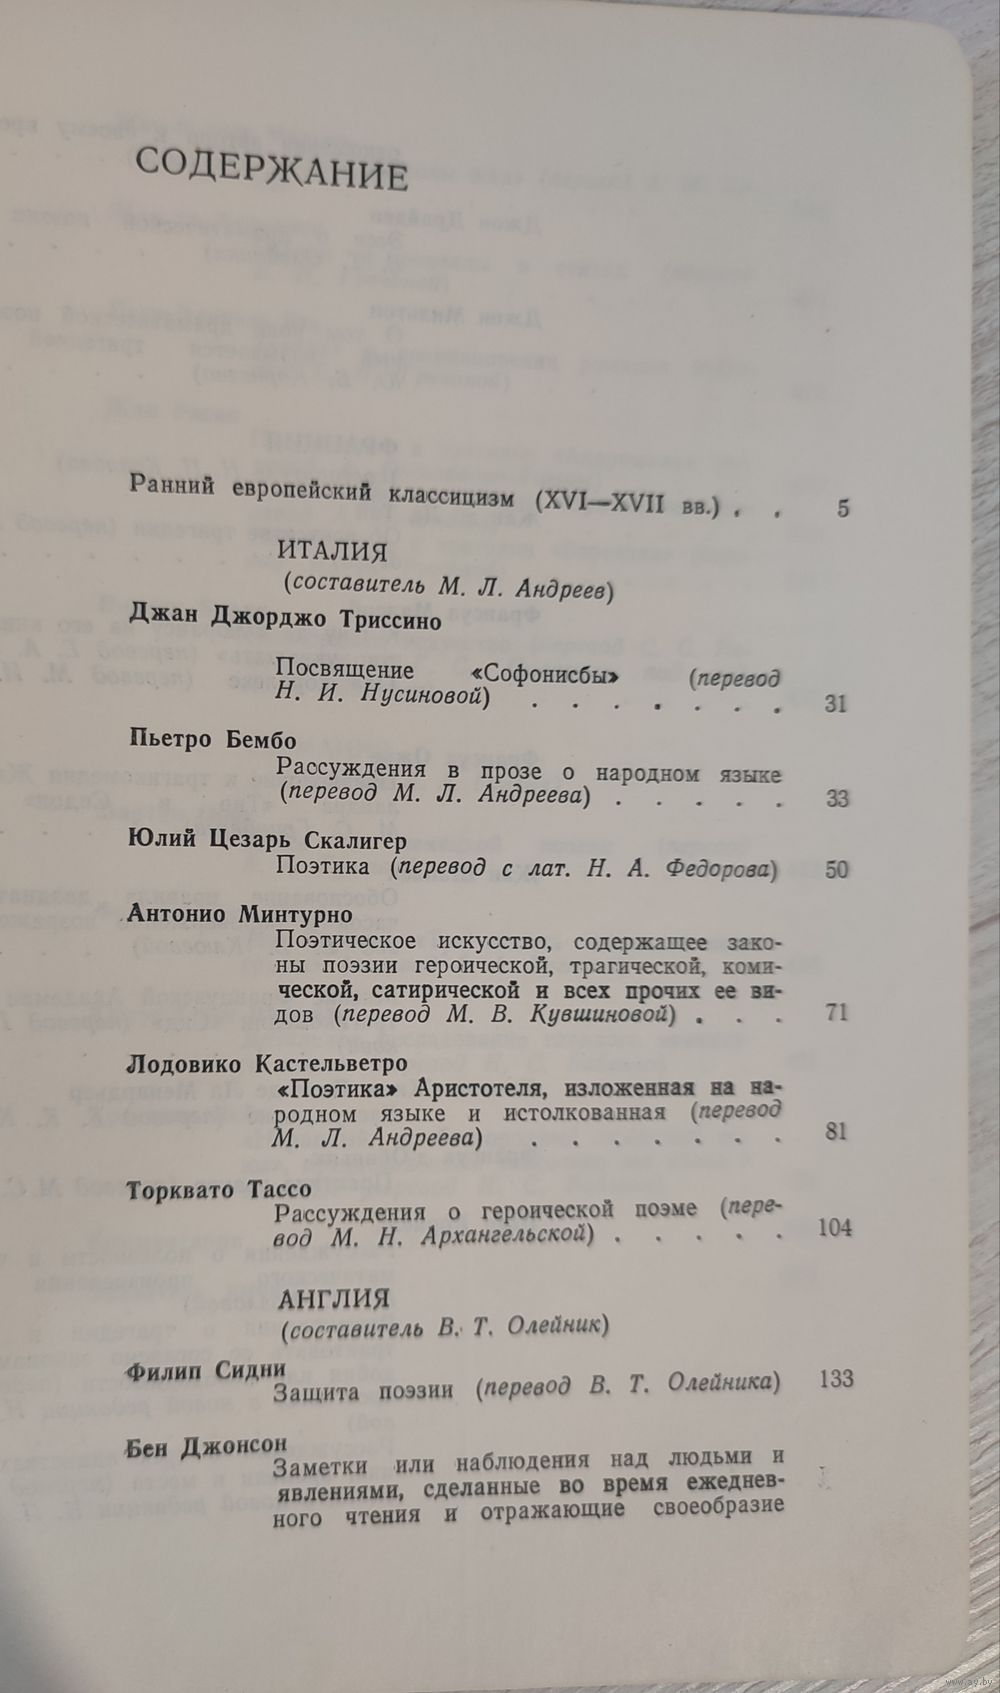 СОДЕРЖАНИЕ
Ранний европейский классицизм (XVI—XVII вв.) . . 5
ИТАЛИЯ
(составитель М. Л. Андреев)
Джан Джорджо Триссино
Посвящение «Софонисбы» (перевод
Н. И. Нусиновой) . . . . . . . 31
Пьетро Бембо
Рассуждения в прозе о народном языке
(перевод М. Л. Андреева) . . . . . 33
Юлий Цезарь Скалигер
Поэтика (перевод с лат. Н. А. Федорова) 50
Антонио Минтурно
Поэтическое искусство, содержащее зако-
ны поэзии героической, трагической, коми-
ческой, сатирической и всех прочих ее ви-
дов (перевод М. В. Кувшиновой) . . . 71
Лодовико Кастельветро
«Поэтика» Аристотеля, изложенная на на-
родном языке и истолкованная (перевод
М. Л. Андреева) . . . . . . . 81
Торквато Тассо
Рассуждения о героической поэме (пере-
вод М. Н. Архангельской) . . . . . 104
АНГЛИЯ
(составитель В. Т. Олейник)
Филип Сидни
Защита поэзии (перевод В. Т. Олейника) 133
Бен Джонсон
Заметки или наблюдения над людьми и
явлениями, сделанные во время ежеднев-
ного чтения и отражающие своеобразие
www.ay.by